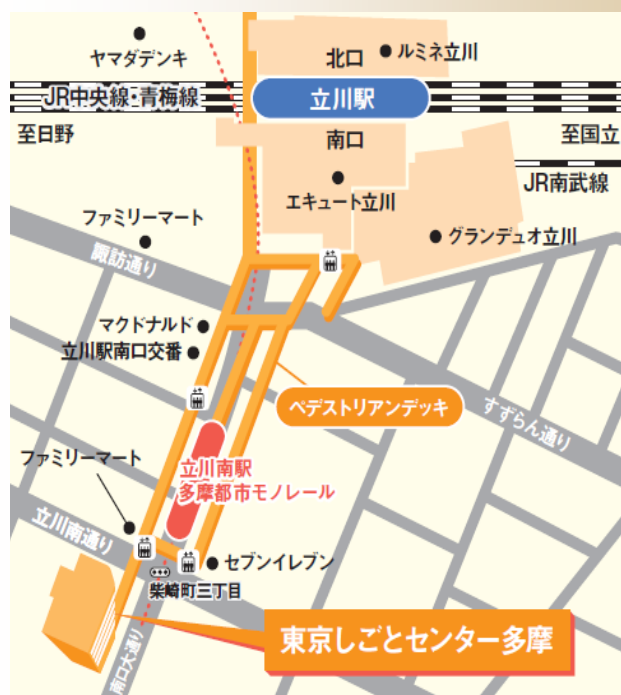 ヤマダデンキ
北口
ルミネ立川
JR中央線・青梅線
立川駅
至日野
南口
至国立
JR南武線
エキュート立川
ファミリーマート
グランデュオ立川
諏訪通り
マクドナルド
立川駅南口交番
ペデストリアンデッキ
すずらん通り
ファミリーマート
立川南駅
多摩都市モノレール
立川南通り
セブンイレブン
柴崎町三丁目
東京しごとセンター多摩
南口大通り